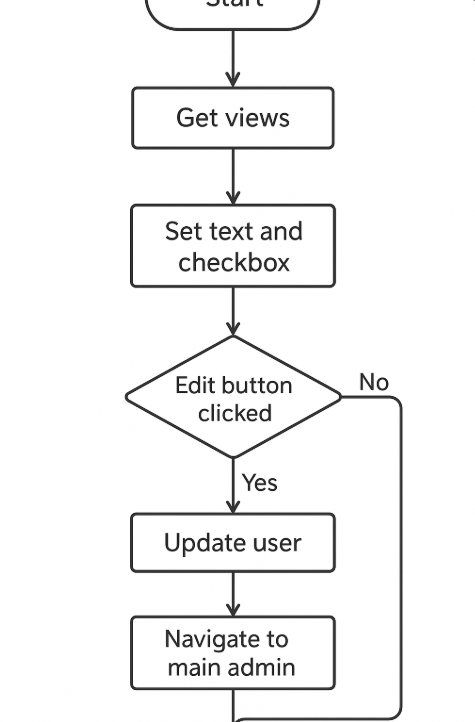 Start
Get views
Set text and
checkbox
Edit button
clicked
No
Yes
Update user
Navigate to
main admin